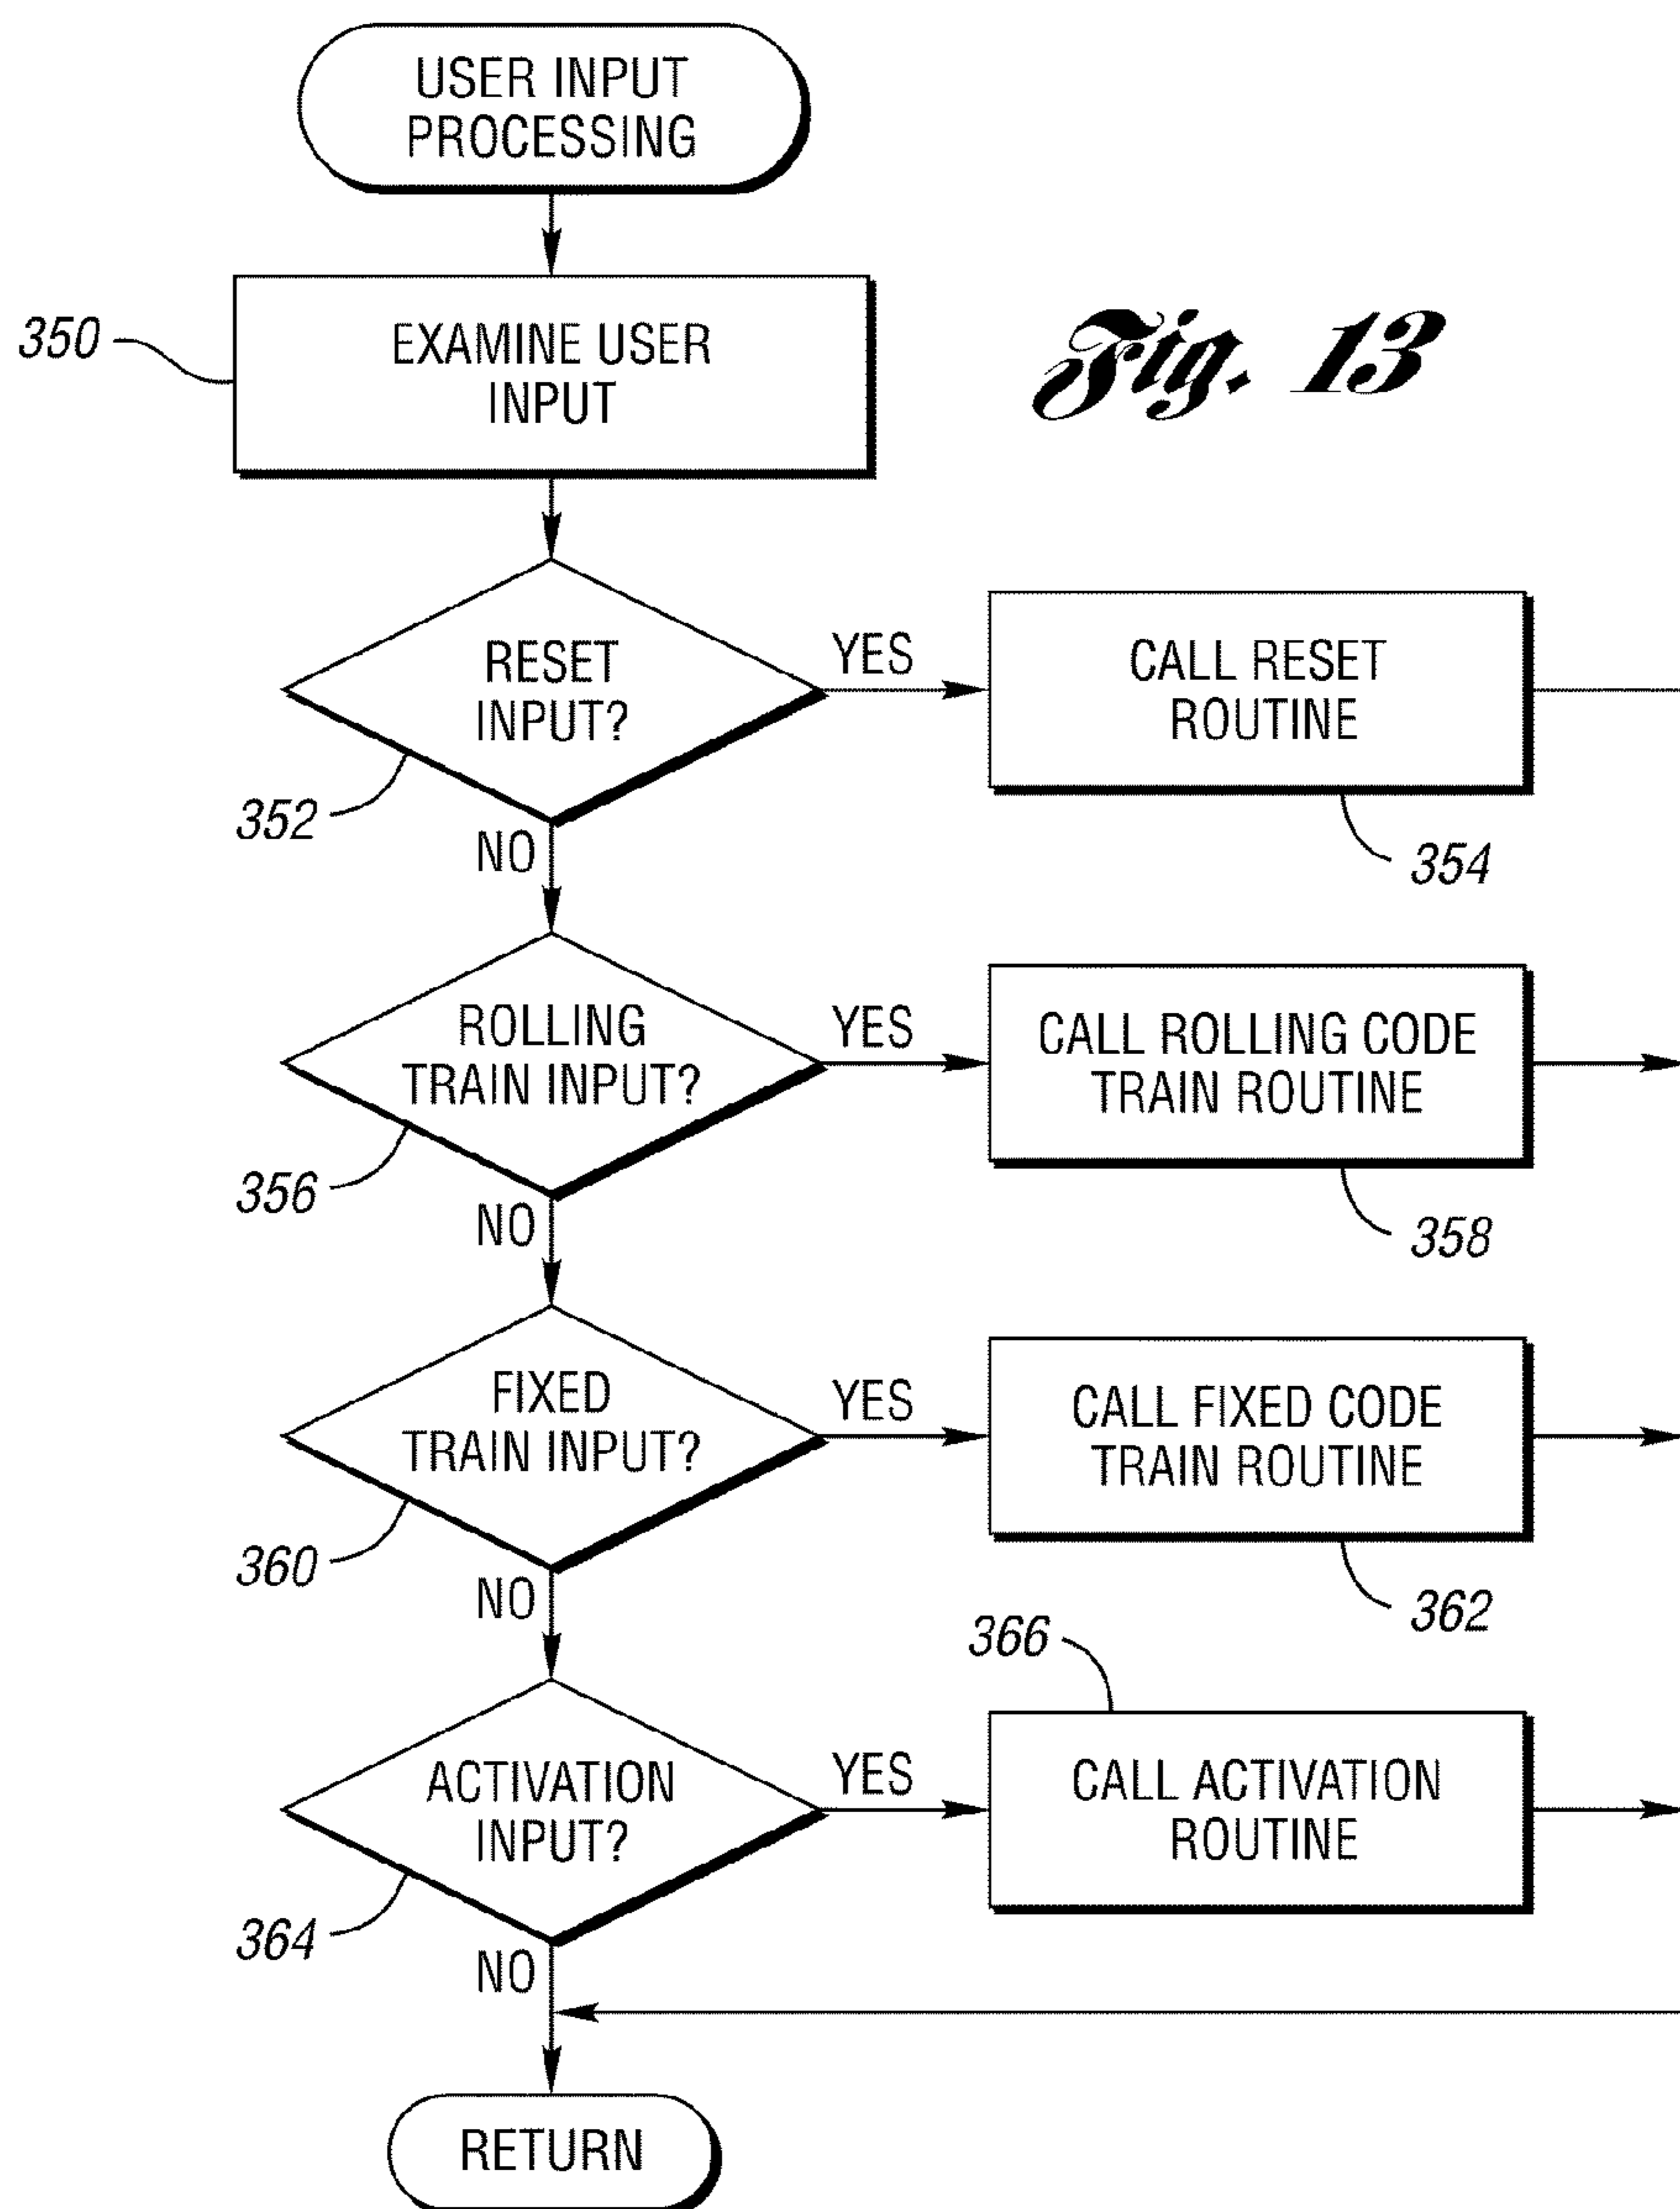 USER INPUT
PROCESSING
350
EXAMINE USER
INPUT
Fig. 13
RESET
INPUT?
YES
CALL RESET
ROUTINE
352
NO
354
ROLLING
TRAIN INPUT?
YES
CALL ROLLING CODE
TRAIN ROUTINE
356
NO
358
FIXED
TRAIN INPUT?
YES
CALL FIXED CODE
TRAIN ROUTINE
360
NO
362
366
ACTIVATION
INPUT?
YES
CALL ACTIVATION
ROUTINE
364
NO
RETURN